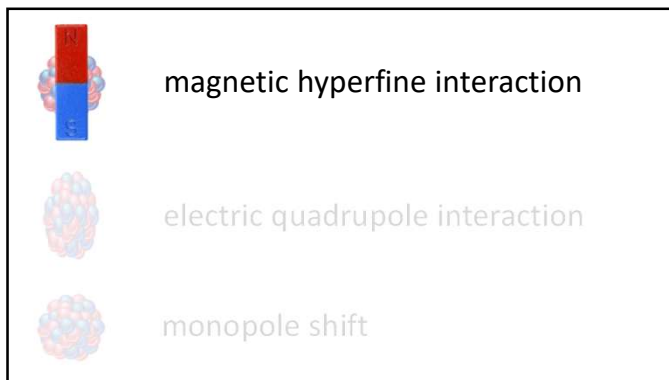 N
S
magnetic hyperfine interaction
electric quadrupole interaction
monopole shift